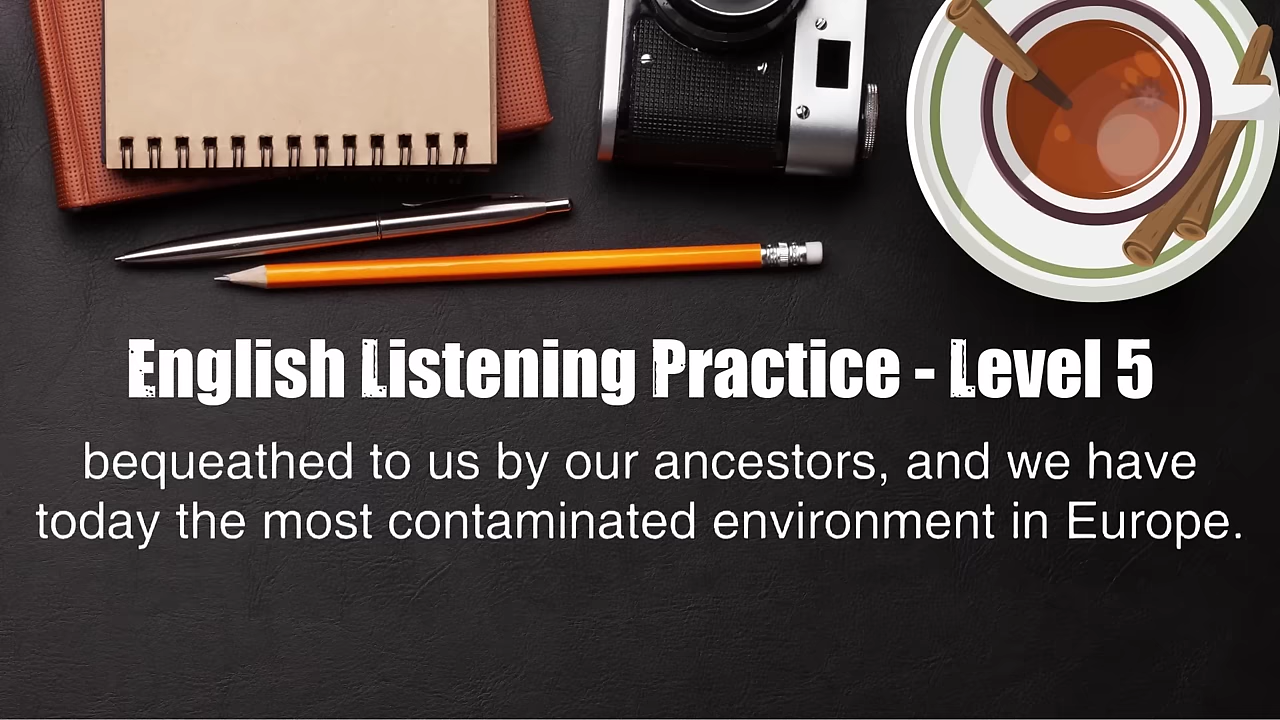 English Listening Practice - Level 5
bequeathed to us by our ancestors, and we have
today the most contaminated environment in Europe.